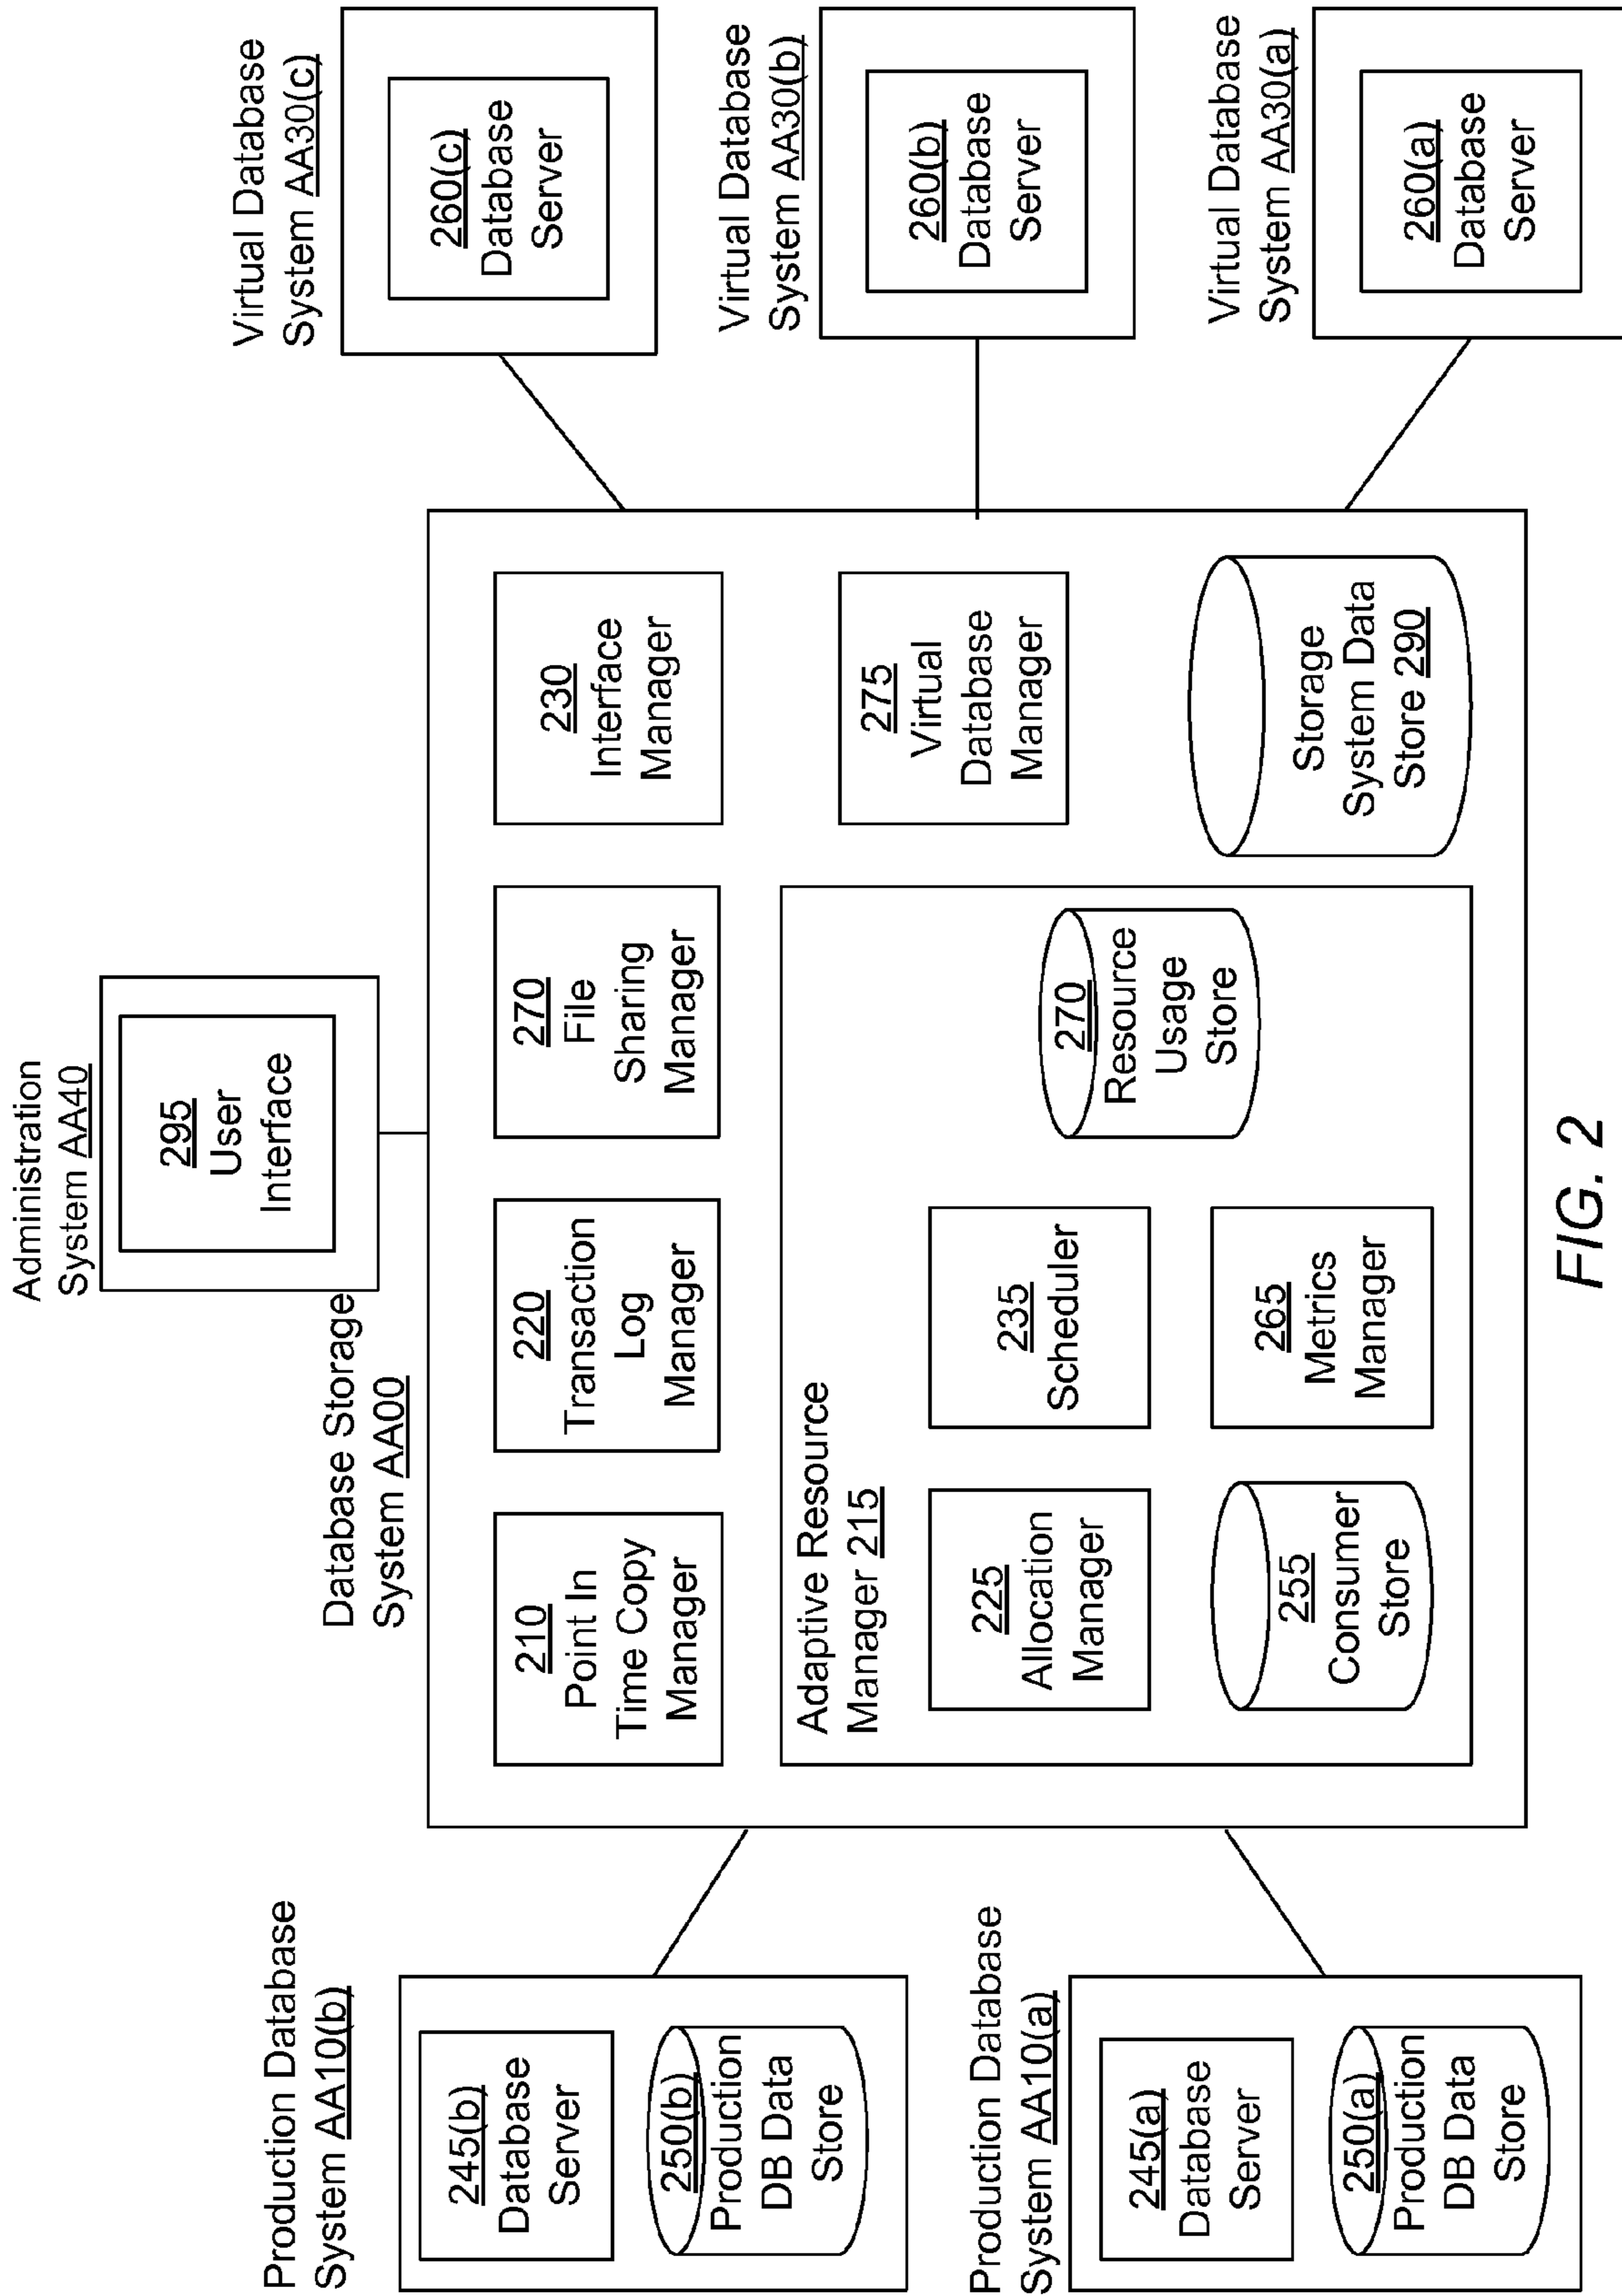 Administration
System AA40
295
User
Interface
Database Storage
System AA00
Production Database
System AA10(b)
245(b)
Database
Server
250(b)
Production
DB Data
Store
Production Database
System AA10(a)
245(a)
Database
Server
250(a)
Production
DB Data
Store
210
Point In
Time Copy
Manager
220
Transaction
Log
Manager
270
File
Sharing
Manager
230
Interface
Manager
Adaptive Resource
Manager 215
225
Allocation
Manager
235
Scheduler
255
Consumer
Store
265
Metrics
Manager
270
Resource
Usage
Store
275
Virtual
Database
Manager
Storage
System Data
Store 290
Virtual Database
System AA30(c)
260(c)
Database
Server
Virtual Database
System AA30(b)
260(b)
Database
Server
Virtual Database
System AA30(a)
260(a)
Database
Server
FIG. 2